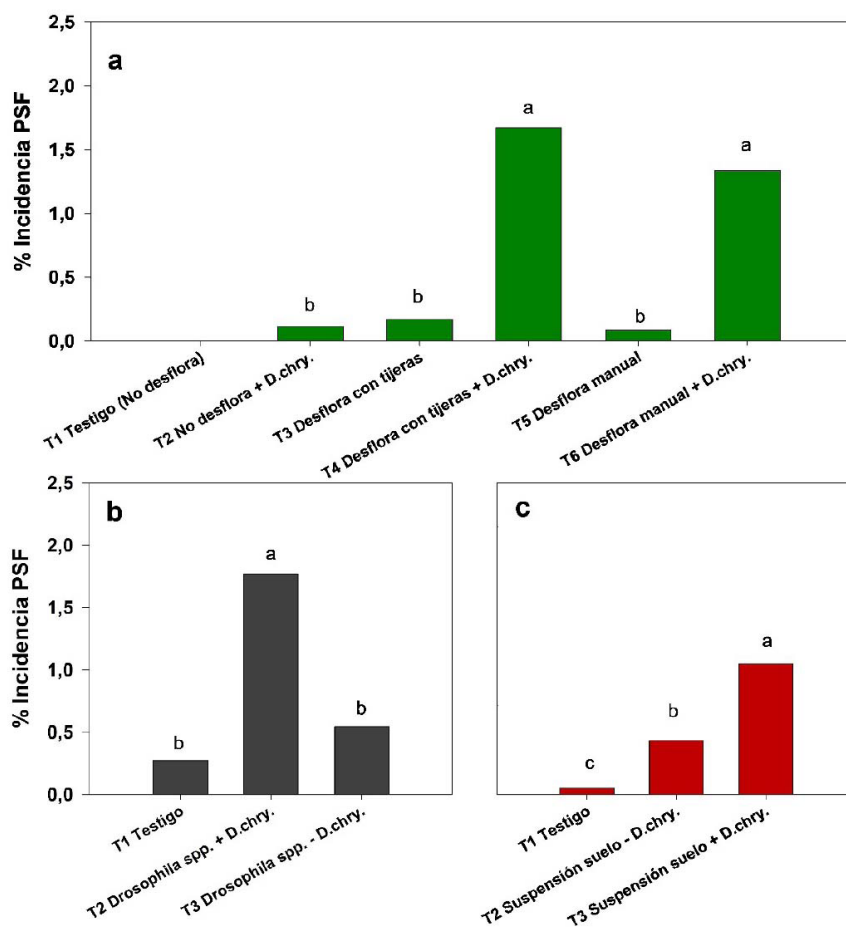 2,5
a
2,0
a
a
1,5
% Incidencia PSF
1,0
0,5
b
b
b
0,0
T1 Testigo (No desflora)
T2 No desflora + D.chry.
T3 Desflora con tijeras
T4 Desflora con tijeras + D.chry.
T5 Desflora manual
T6 Desflora manual + D.chry.
2,5
b
2,0
a
1,5
% Incidencia PSF
1,0
0,5
b
b
0,0
T1 Testigo
T2 Drosophila spp. + D.chry.
T3 Drosophila spp. - D.chry.
c
a
b
c
T1 Testigo
T2 Suspensión suelo - D.chry.
T3 Suspensión suelo + D.chry.